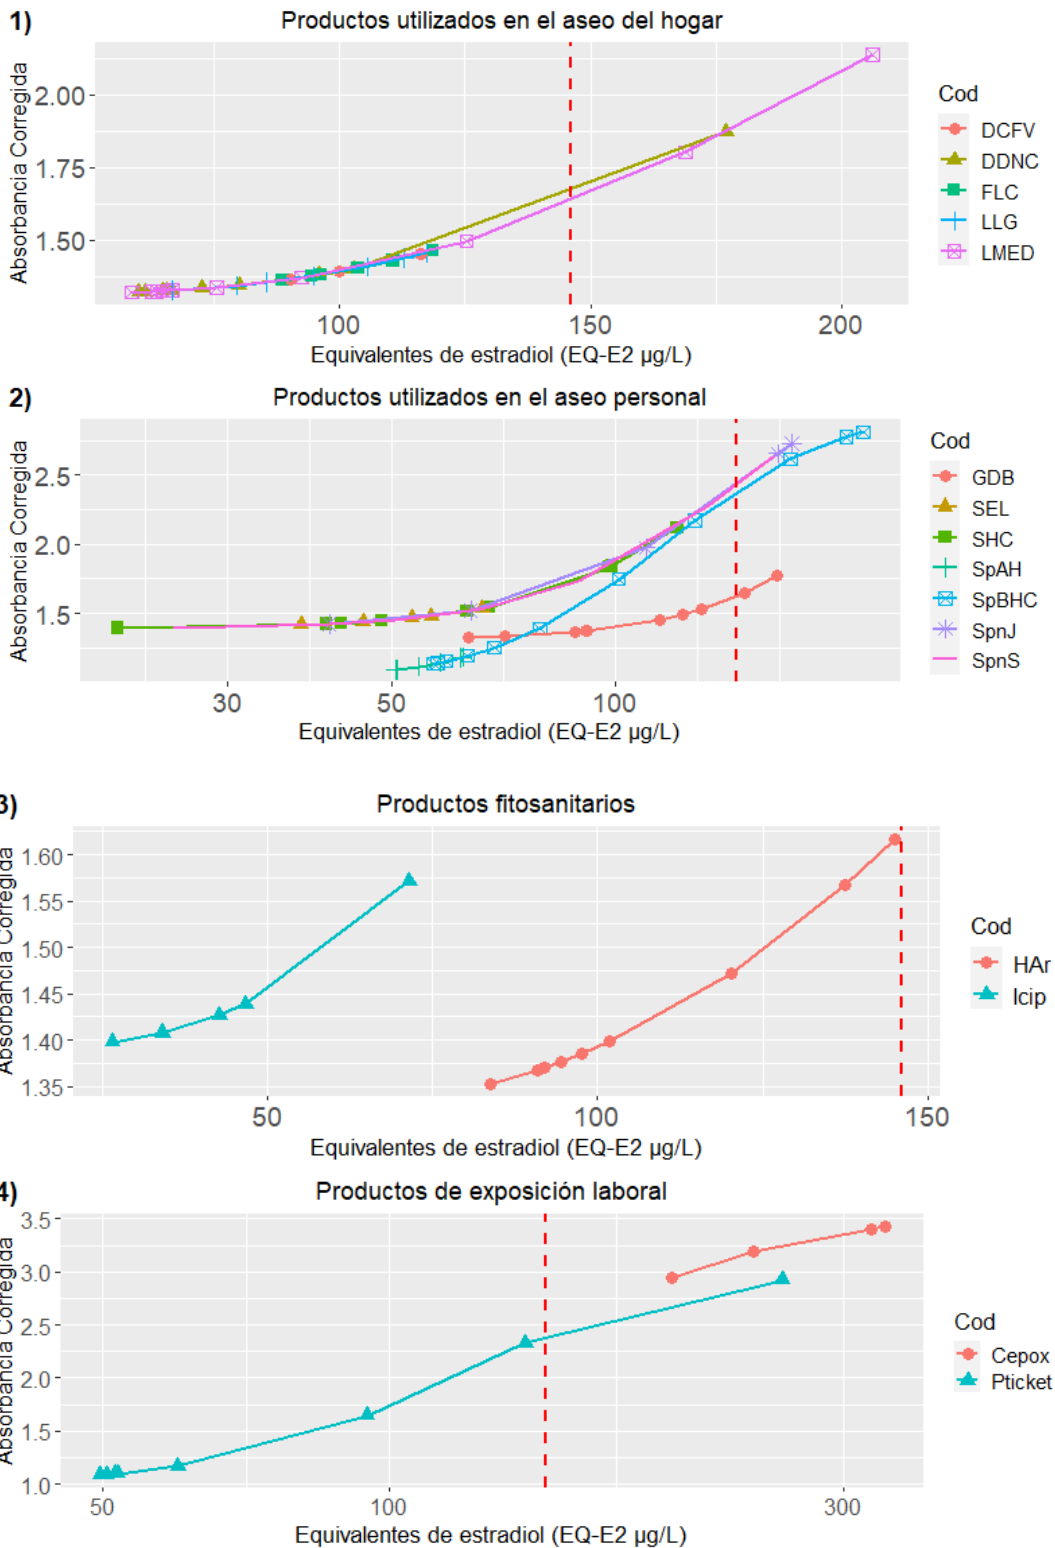 1)
Productos utilizados en el aseo del hogar
Absorbancia Corregida
2.00
1.75
1.50
100
150
200
Equivalentes de estradiol (EQ-E2 µg/L)
Cod
DCFV
DDNC
FLC
LLG
LMED
2)
Productos utilizados en el aseo personal
Absorbancia Corregida
2.5
2.0
1.5
30
50
100
Equivalentes de estradiol (EQ-E2 µg/L)
Cod
GDB
SEL
SHC
SpAH
SpBHC
SpnJ
SpnS
3)
Productos fitosanitarios
Absorbancia Corregida
1.60
1.55
1.50
1.45
1.40
1.35
50
100
150
Equivalentes de estradiol (EQ-E2 µg/L)
Cod
HAr
Icip
4)
Productos de exposición laboral
Absorbancia Corregida
3.5
3.0
2.5
2.0
1.5
1.0
50
100
300
Equivalentes de estradiol (EQ-E2 µg/L)
Cod
Cepox
Pticket